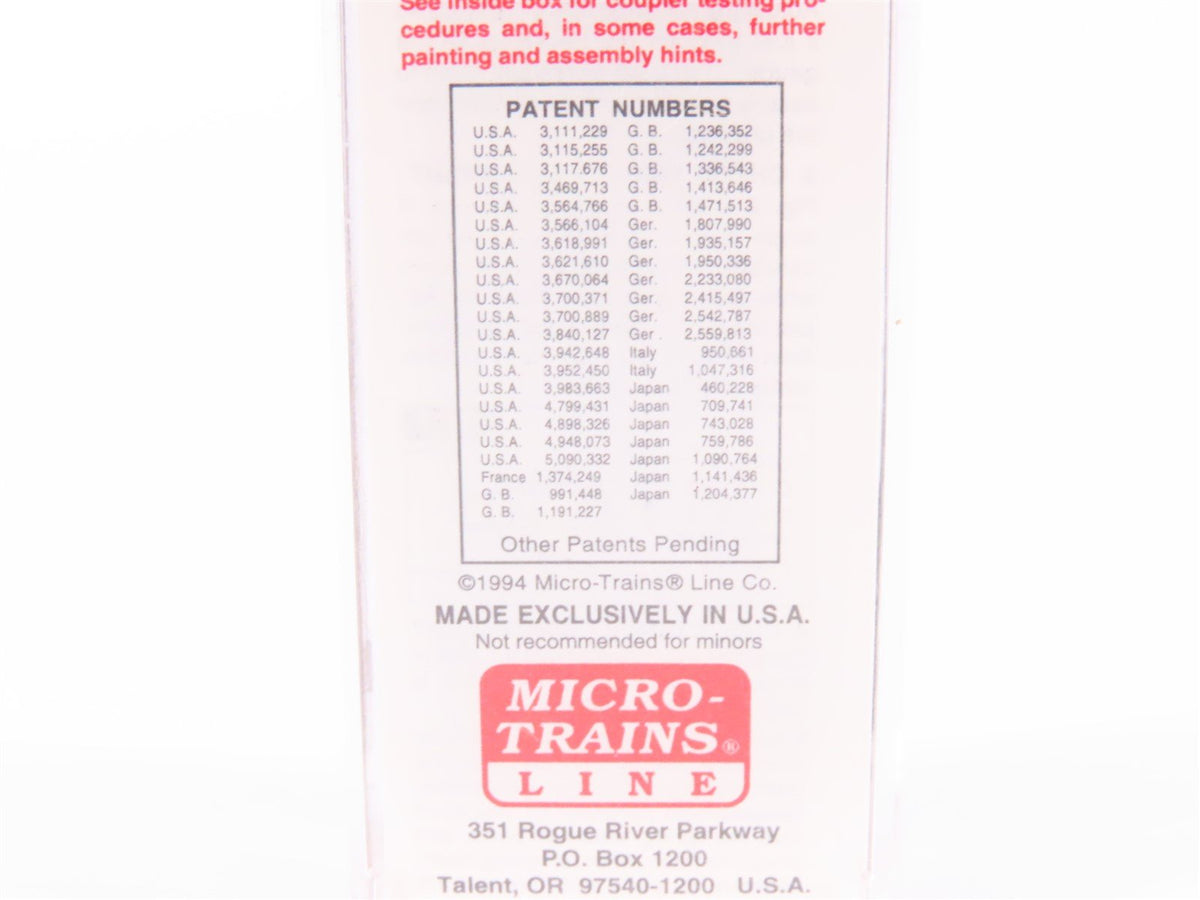 See inside box for coupler testing pro-
cedures and, in some cases, further
painting and assembly hints.
PATENT NUMBERS
U.S.A. 3,111,229 G. B. 1,236,352
U.S.A. 3,115,255 G. B. 1,242,299
U.S.A. 3,117.676 G. B. 1,336,543
U.S.A. 3,469,713 G. B. 1,413,646
U.S.A. 3,564,766 G. B. 1,471,513
U.S.A. 3,566,104 Ger. 1,807,990
U.S.A. 3,618,991 Ger. 1,935,157
U.S.A. 3,621,610 Ger. 1,950,336
U.S.A. 3,670,064 Ger. 2,233,080
U.S.A. 3,700,371 Ger. 2,415,497
U.S.A. 3,700,889 Ger. 2,542,787
U.S.A. 3,840,127 Ger . 2,559,813
U.S.A. 3,942,648 Italy 950,661
U.S.A. 3,952,450 Italy 1,047,316
U.S.A. 3,983,663 Japan 460,228
U.S.A. 4,799,431 Japan 709,741
U.S.A. 4,898,326 Japan 743,028
U.S.A. 4,948,073 Japan 759,786
U.S.A. 5,090,332 Japan 1,090,764
France 1,374,249 Japan 1,141,436
G. B. 991,448 Japan 1,204,377
G. B. 1,191,227
Other Patents Pending
©1994 Micro-Trains® Line Co.
MADE EXCLUSIVELY IN U.S.A.
Not recommended for minors
MICRO-
TRAINS®
LINE
351 Rogue River Parkway
P.O. Box 1200
Talent, OR 97540-1200 U.S.A.